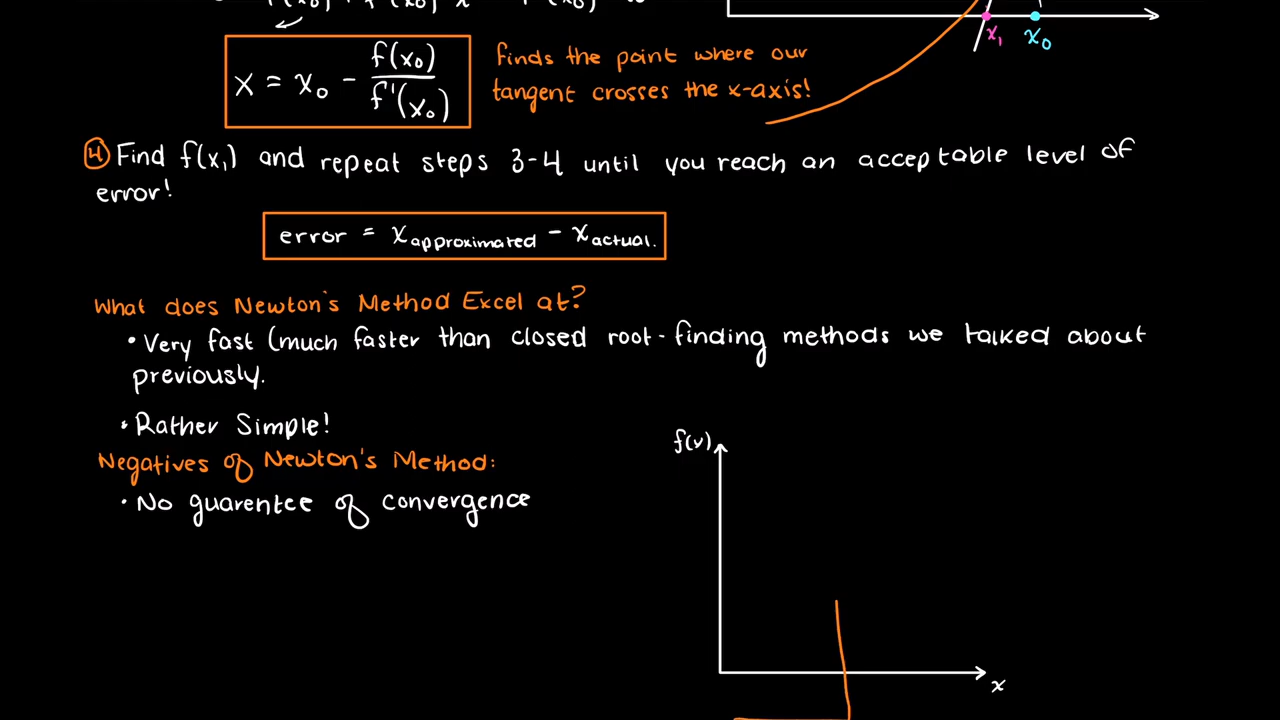 x = x₀ - f(x₀) / f'(x₀)
finds the point where our
tangent crosses the x-axis!
x₁ x₀
④ Find f(x₁) and repeat steps 3-4 until you reach an acceptable level of
error!
error = x approximated - x actual.
What does Newton's Method Excel at?
• Very fast (much faster than closed root-finding methods we talked about
previously.
• Rather Simple!
Negatives of Newton's Method:
• No guarentee of convergence
f(x)
x